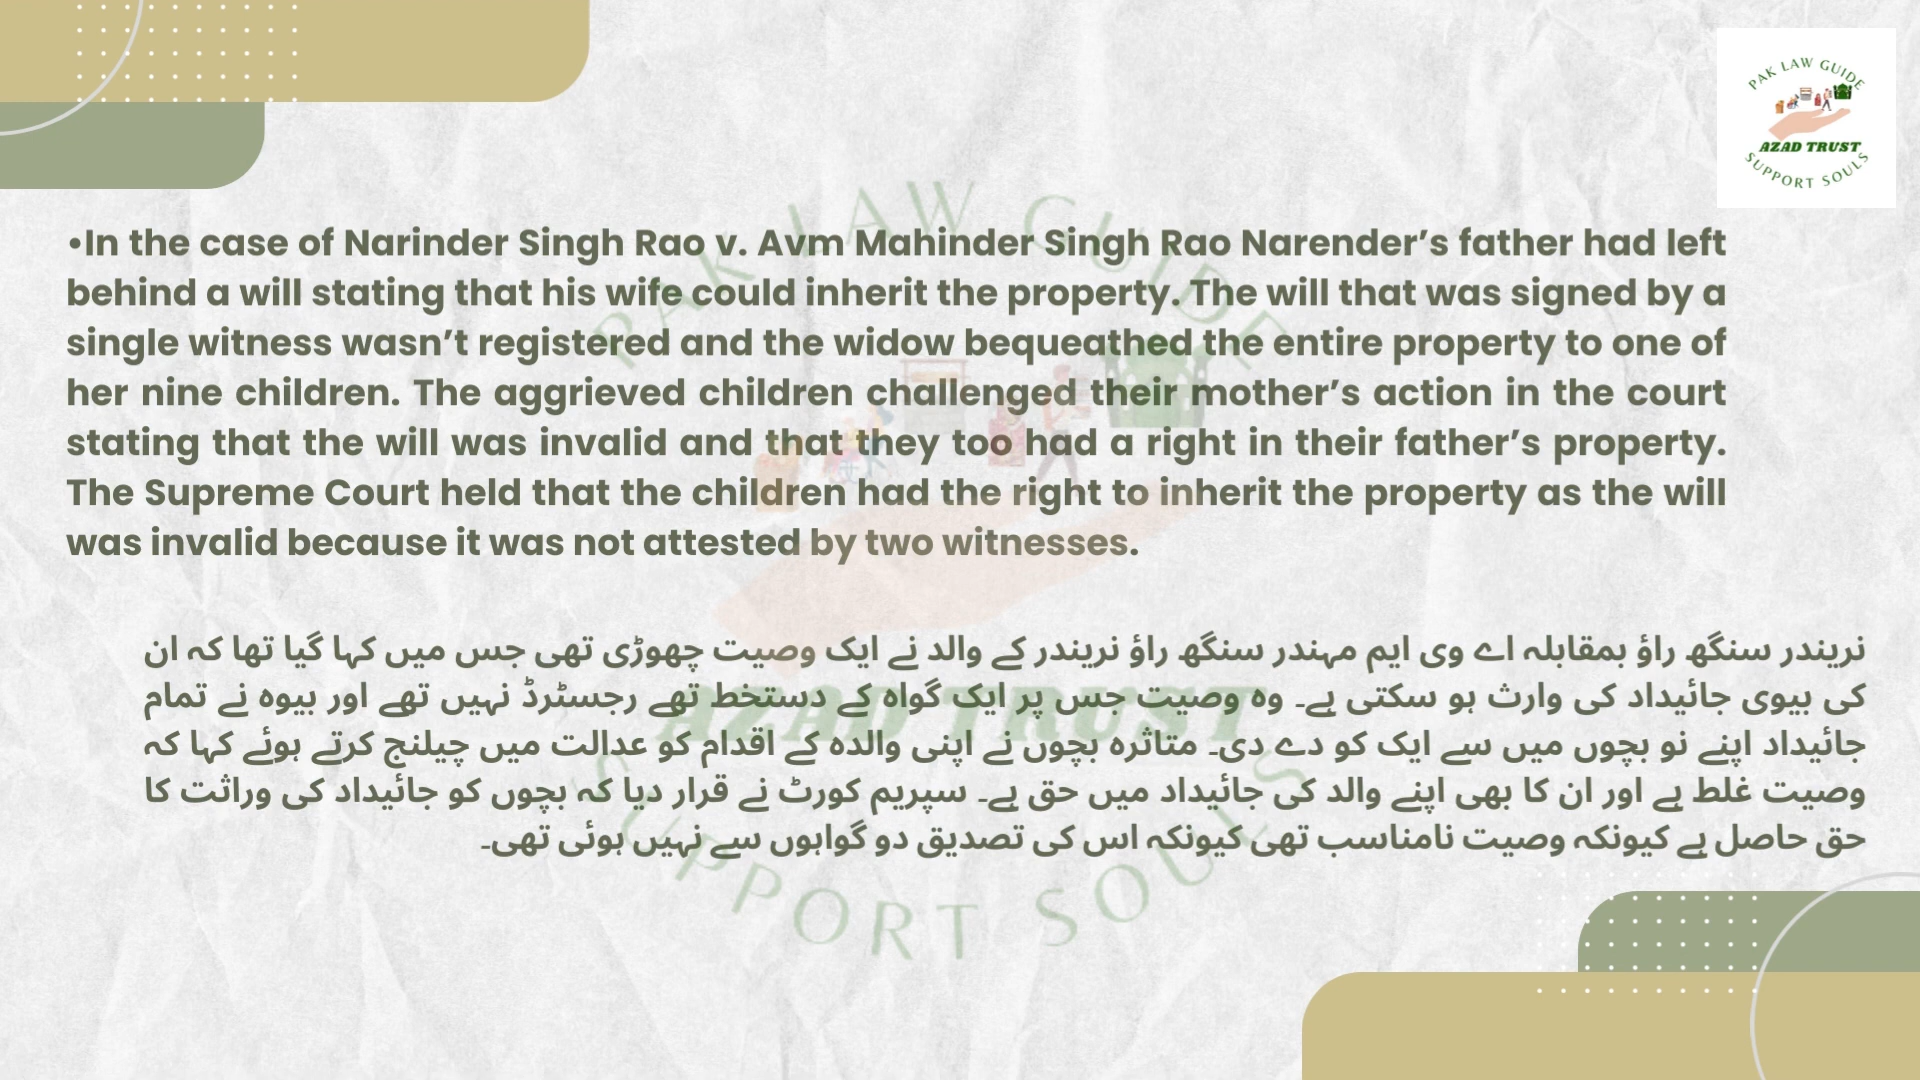 PAK LAW GUIDE
AZAD TRUST
SUPPORT SOULS
•In the case of Narinder Singh Rao v. Avm Mahinder Singh Rao Narender’s father had left
behind a will stating that his wife could inherit the property. The will that was signed by a
single witness wasn’t registered and the widow bequeathed the entire property to one of
her nine children. The aggrieved children challenged their mother’s action in the court
stating that the will was invalid and that they too had a right in their father’s property.
The Supreme Court held that the children had the right to inherit the property as the will
was invalid because it was not attested by two witnesses.
نریندر سنگھ راؤ بمقابلہ اے وی ایم مہندر سنگھ راؤ نریندر کے والد نے ایک وصیت چھوڑی تھی جس میں کہا گیا تھا کہ ان
کی بیوی جائیداد کی وارث ہو سکتی ہے۔ وہ وصیت جس پر ایک گواہ کے دستخط تھے رجسٹرڈ نہیں تھے اور بیوہ نے تمام
جائیداد اپنے نو بچوں میں سے ایک کو دے دی۔ متاثرہ بچوں نے اپنی والدہ کے اقدام کو عدالت میں چیلنج کرتے ہوئے کہا کہ
وصیت غلط ہے اور ان کا بھی اپنے والد کی جائیداد میں حق ہے۔ سپریم کورٹ نے قرار دیا کہ بچوں کو جائیداد کی وراثت کا
حق حاصل ہے کیونکہ وصیت نامناسب تھی کیونکہ اس کی تصدیق دو گواہوں سے نہیں ہوئی تھی۔
PAK LAW GUIDE
AZAD TRUST
SUPPORT SOUL